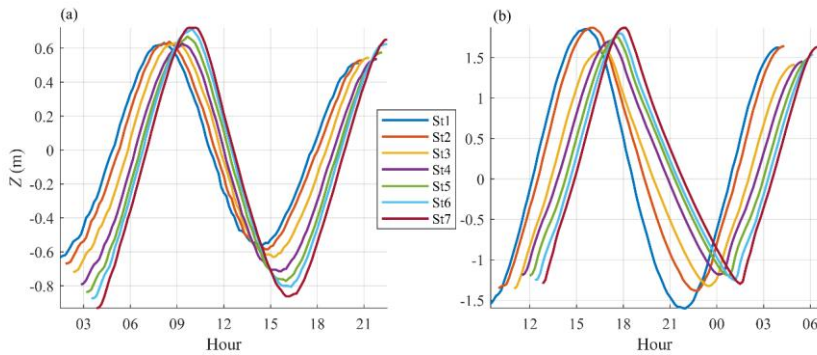 (a)
0.6
0.4
0.2
0
-0.2
-0.4
-0.6
-0.8
Z (m)
03 06 09 12 15 18 21
Hour
St1
St2
St3
St4
St5
St6
St7
(b)
1.5
1
0.5
0
-0.5
-1
-1.5
12 15 18 21 00 03 06
Hour